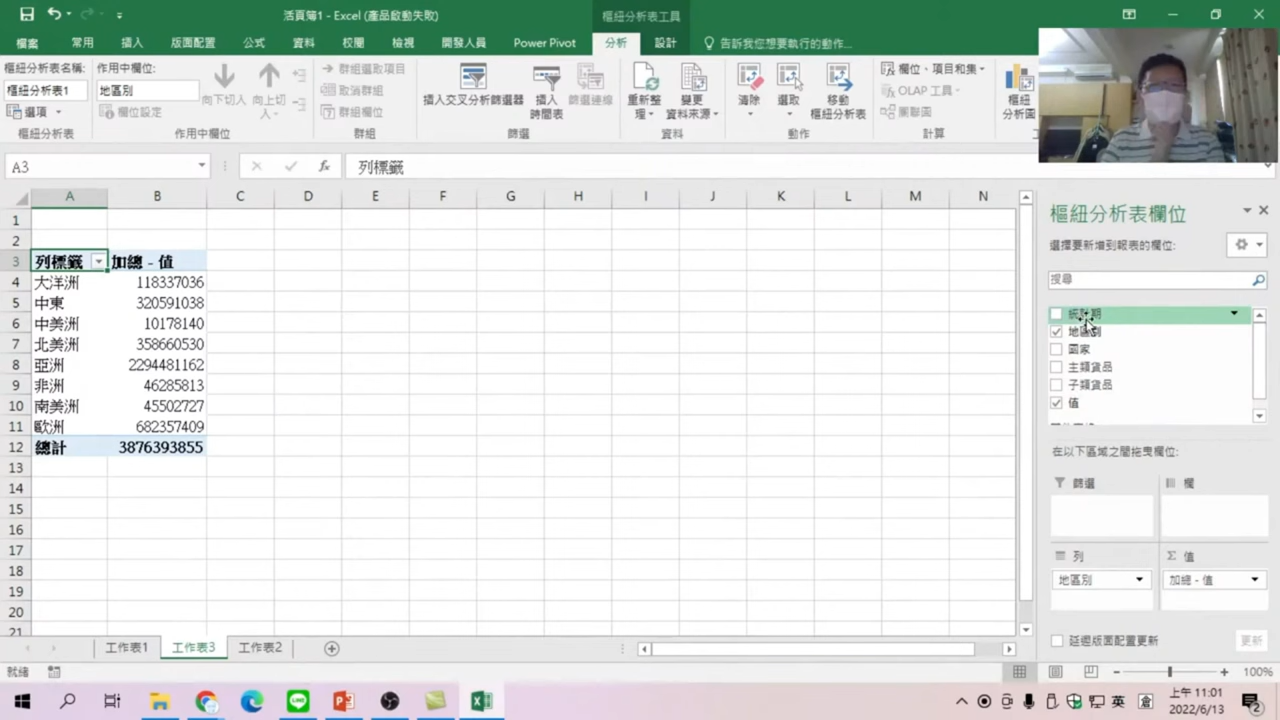 活頁簿1 - Excel (產品啟動失敗)
樞紐分析表工具
檔案 常用 插入 版面配置 公式 資料 校閱 檢視 開發人員 Power Pivot 分析 設計 告訴我您想要執行的動作...
樞紐分析表名稱:
樞紐分析表1
選項
樞紐分析表
作用中欄位:
地區別
欄位設定
向下切入
向上切入
作用中欄位
群組選取項目
取消群組
群組欄位
群組
插入交叉分析篩選器
插入時間表
篩選連線
篩選
重新整理
變更資料來源
資料
清除
選取
移動樞紐分析表
動作
欄位、項目和集
OLAP 工具
關聯圖
計算
樞紐分析圖
A3
fx
列標籤
A B C D E F G H I J K L M N
1
2
3 列標籤 加總 - 值
4 大洋洲 118337036
5 中東 320591038
6 中美洲 10178140
7 北美洲 358660530
8 亞洲 2294481162
9 非洲 46285813
10 南美洲 45502727
11 歐洲 682357409
12 總計 3876393855
13
14
15
16
17
18
19
20
21
樞紐分析表欄位
選擇要新增到報表的欄位:
搜尋
統計期
地區別
國家
主類貨品
子類貨品
值
在以下區域之間拖曳欄位:
篩選
欄
列
Σ 值
地區別
加總 - 值
延遲版面配置更新
更新
工作表1 工作表3 工作表2
就緒
100%
英
上午 11:01
2022/6/13
2